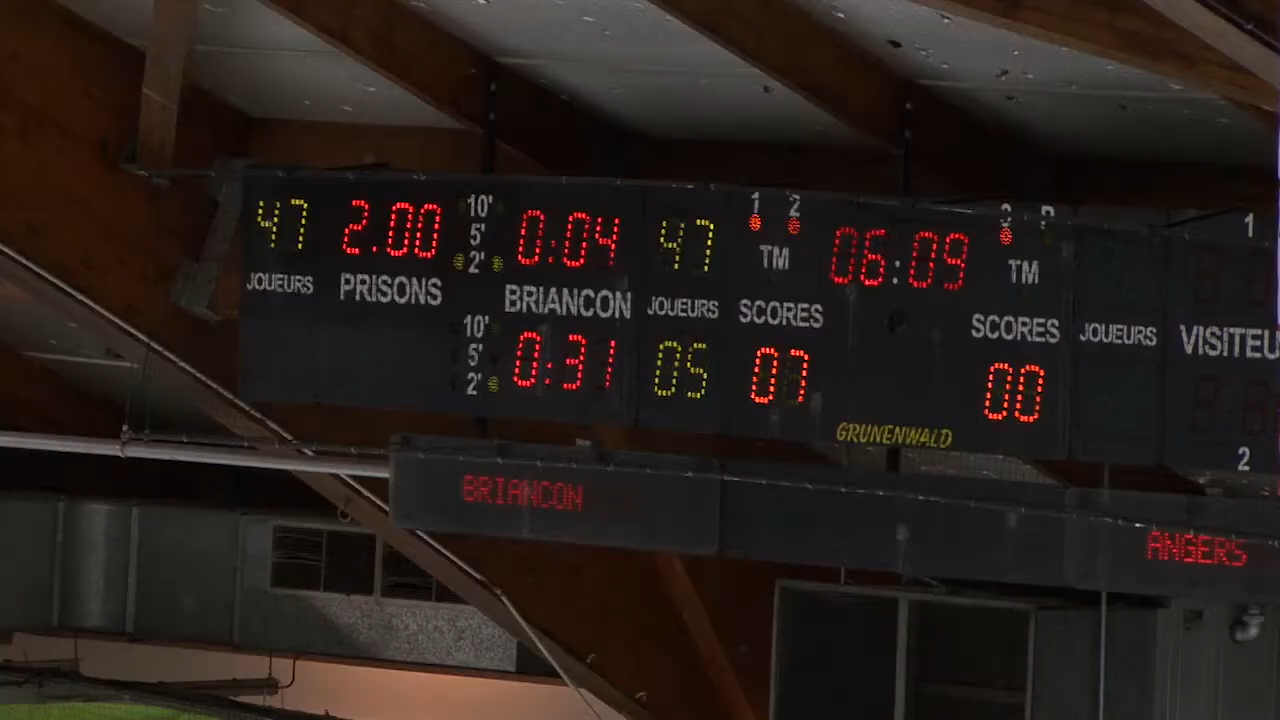 47 2.00 10' 0:04 47 1 2 06:09 1
5' TM TM
2'
JOUEURS PRISONS BRIANCON JOUEURS SCORES SCORES JOUEURS VISITEU
10' 0:31 05 07 00
5'
2'
GRUNENWALD 2
BRIANCON ANGERS